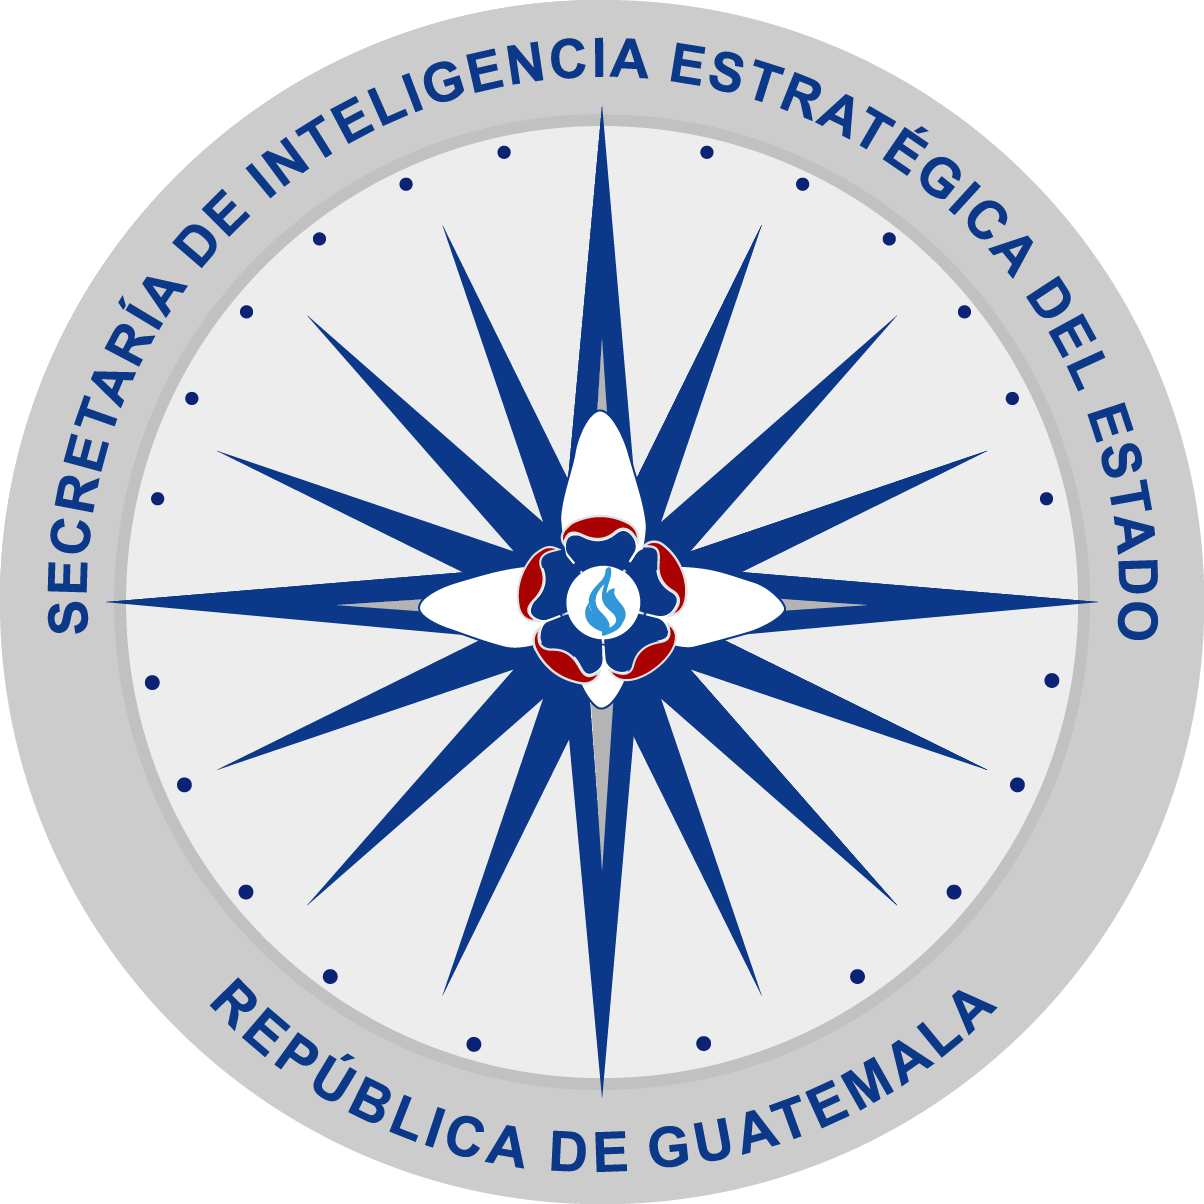 SECRETARÍA DE INTELIGENCIA ESTRATÉGICA DEL ESTADO
REPÚBLICA DE GUATEMALA